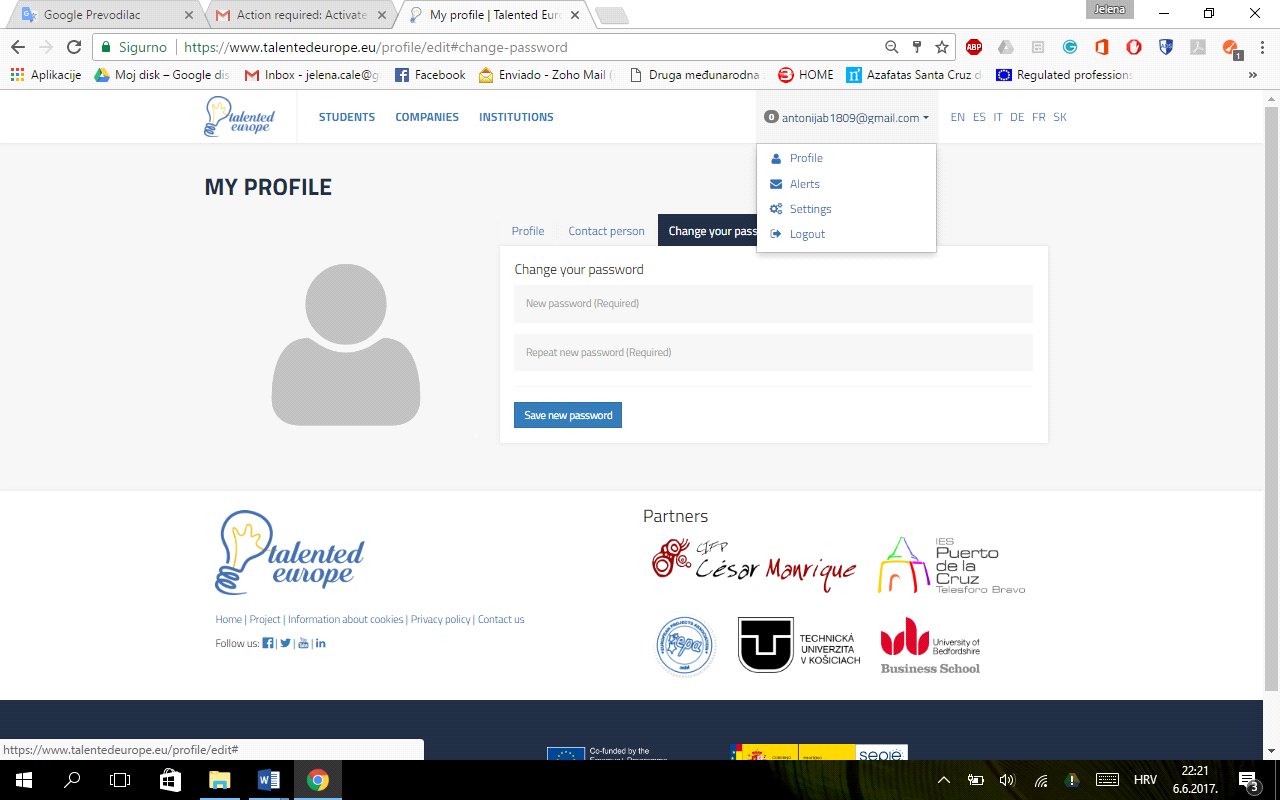 Google Prevodilac
Action required: Activate
My profile | Talented Euro
Jelena
Sigurno
https://www.talentedeurope.eu/profile/edit#change-password
ABP
1
Aplikacije
Moj disk – Google dis
Inbox - jelena.cale@g
Facebook
Enviado - Zoho Mail (
Druga međunarodna
HOME
Azafatas Santa Cruz d
Regulated profession
»
talented
europe
STUDENTS
COMPANIES
INSTITUTIONS
0 antonijab1809@gmail.com
EN ES IT DE FR SK
Profile
Alerts
Settings
Logout
MY PROFILE
Profile
Contact person
Change your pass
Change your password
New password (Required)
Repeat new password (Required)
Save new password
talented
europe
Home | Project | Information about cookies | Privacy policy | Contact us
Follow us: | | |
Partners
CIFP
César Manrique
IES
Puerto
de la
Cruz
Telesforo Bravo
epa
TECHNICKÁ
UNIVERZITA
V KOŠICIACH
University of
Bedfordshire
Business School
https://www.talentedeurope.eu/profile/edit#
Co-funded by the
sepie
HRV
22:21
6.6.2017.
3